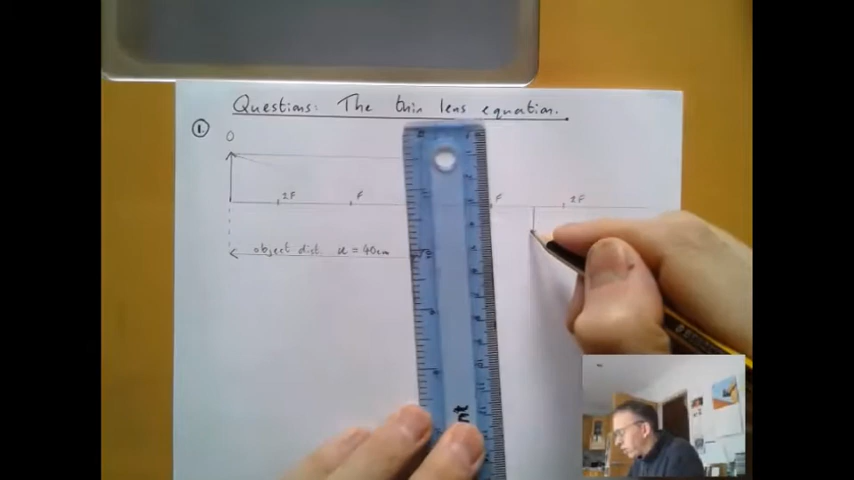 Questions: The thin lens equation.
1.
O
2F F F 2F
object dist. u = 40cm